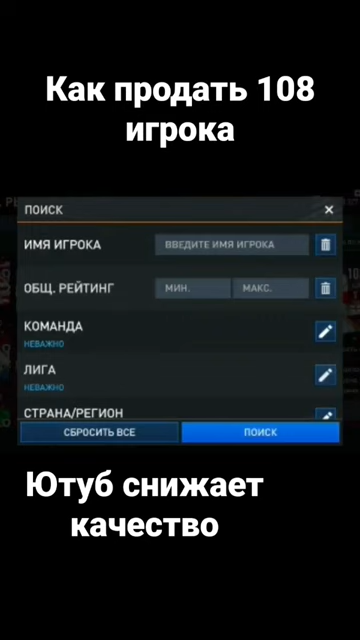 Как продать 108
игрока
ПОИСК
ИМЯ ИГРОКА
ВВЕДИТЕ ИМЯ ИГРОКА
ОБЩ. РЕЙТИНГ
МИН.
МАКС.
КОМАНДА
НЕВАЖНО
ЛИГА
НЕВАЖНО
СТРАНА/РЕГИОН
СБРОСИТЬ ВСЕ
ПОИСК
Ютуб снижает
качество